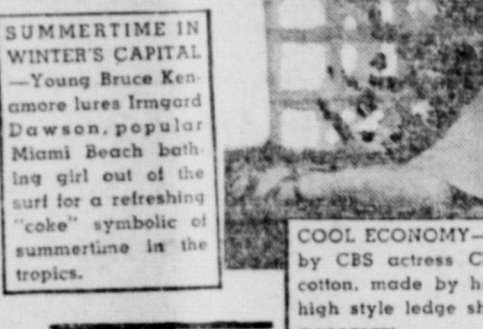 SUMMERTIME IN
WINTER'S CAPITAL
—Young Bruce Ken-
amore lures Irmgard
Dawson, popular
Miami Beach bath-
ing girl out of the
surf for a refreshing
"coke" symbolic of
summertime in the
tropics.
COOL ECONOMY—
by CBS actress C
cotton, made by h
high style ledge sh